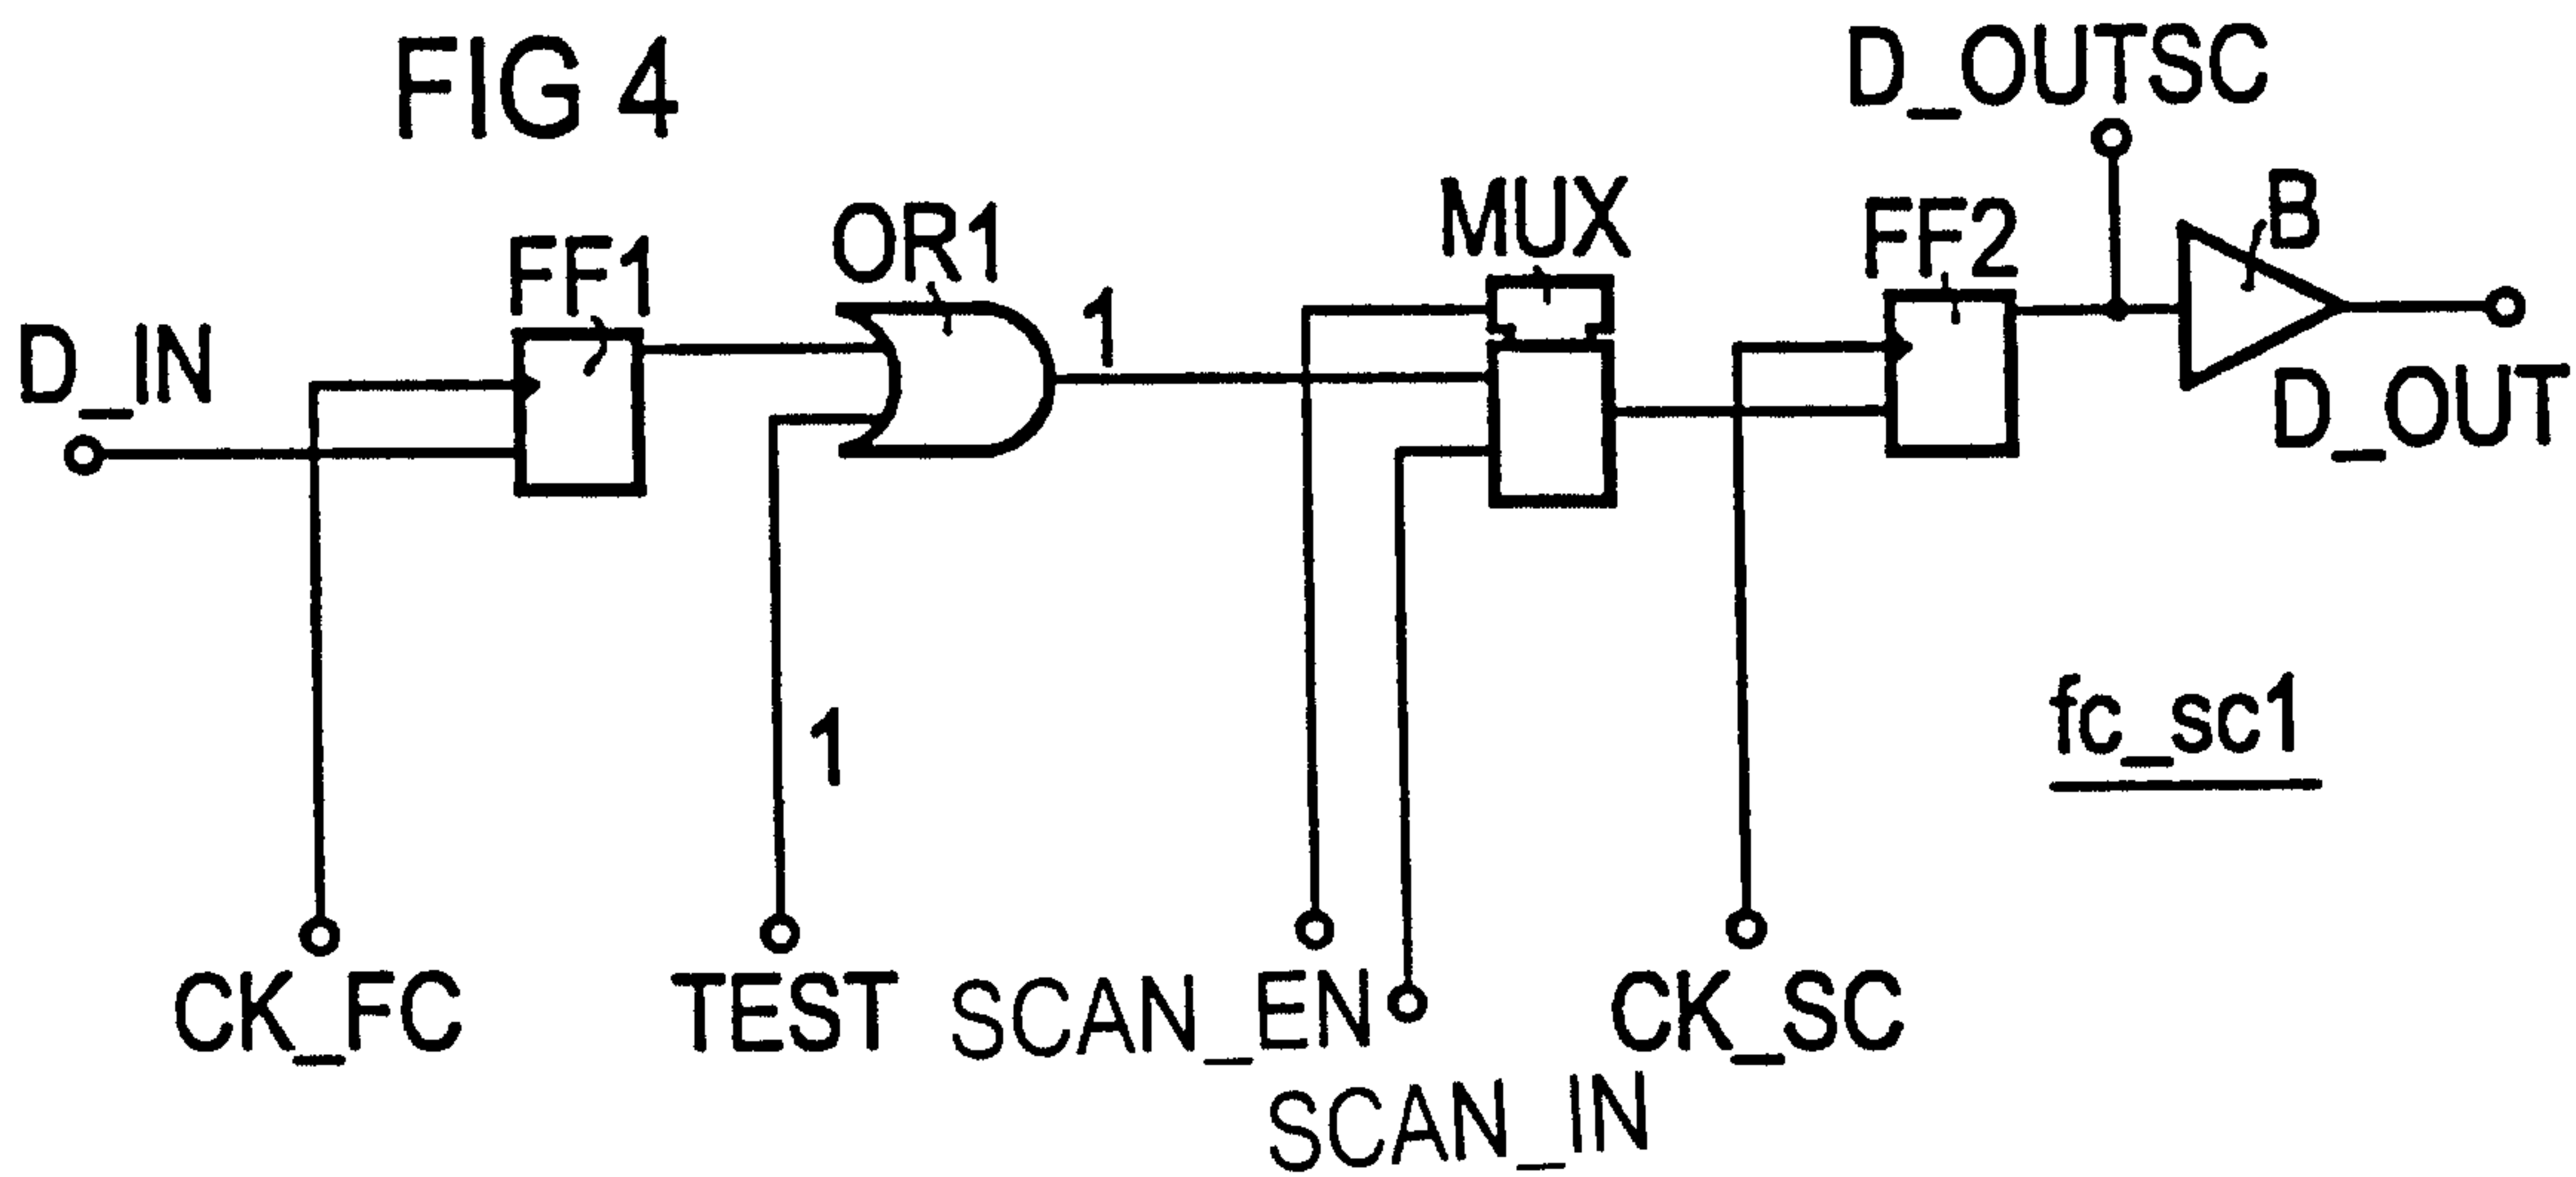 FIG 4
D_OUTSC
MUX
B
FF2
OR1
FF1
1
D_IN
D_OUT
fc_sc1
1
CK_FC
TEST
SCAN_EN
CK_SC
SCAN_IN